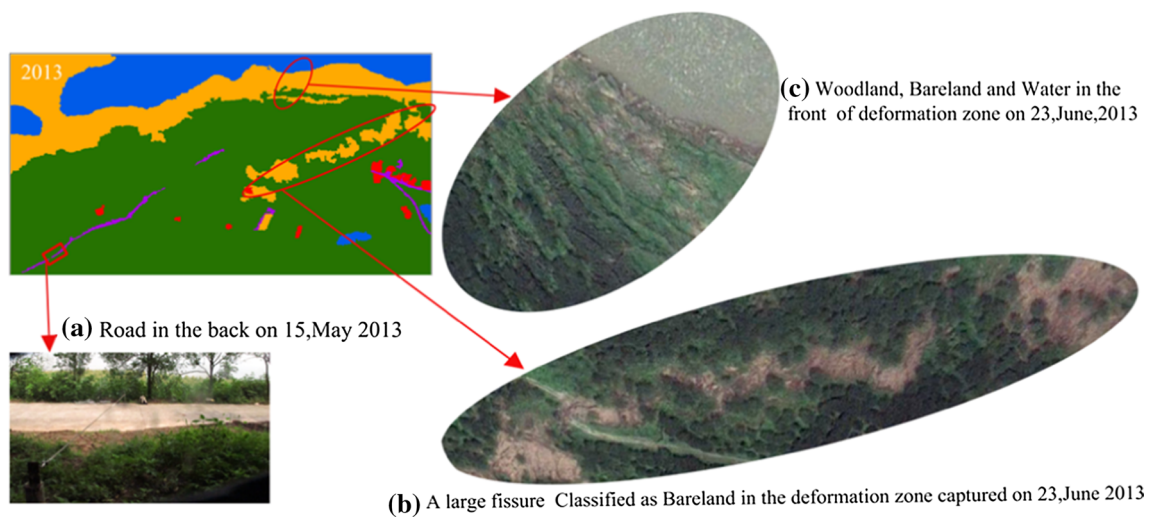 2013
(c) Woodland, Bareland and Water in the
front of deformation zone on 23,June,2013
(a) Road in the back on 15,May 2013
(b) A large fissure Classified as Bareland in the deformation zone captured on 23,June 2013